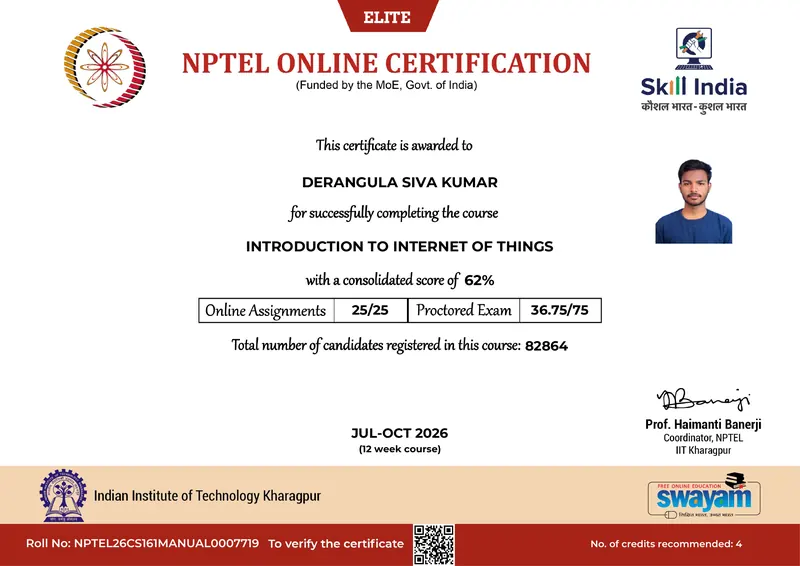 ELITE
NPTEL ONLINE CERTIFICATION
(Funded by the MoE, Govt. of India)
Skill India
कौशल भारत - कुशल भारत
This certificate is awarded to
DERANGULA SIVA KUMAR
for successfully completing the course
INTRODUCTION TO INTERNET OF THINGS
with a consolidated score of 62%
Online Assignments 25/25 Proctored Exam 36.75/75
Total number of candidates registered in this course: 82864
Prof. Haimanti Banerji
Coordinator, NPTEL
IIT Kharagpur
JUL-OCT 2026
(12 week course)
Indian Institute of Technology Kharagpur
FREE ONLINE EDUCATION
swayam
शिक्षित भारत, उन्नत भारत
Roll No: NPTEL26CS161MANUAL0007719 To verify the certificate
No. of credits recommended: 4